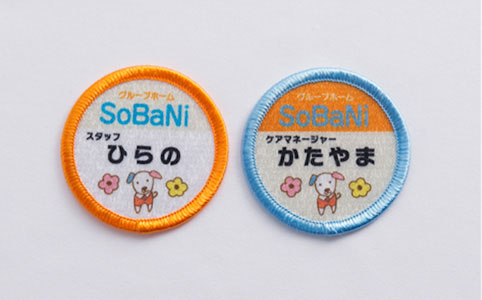 グループホーム
SoBaNi
スタッフ
ひらの
グループホーム
SoBaNi
ケアマネージャー
かたやま